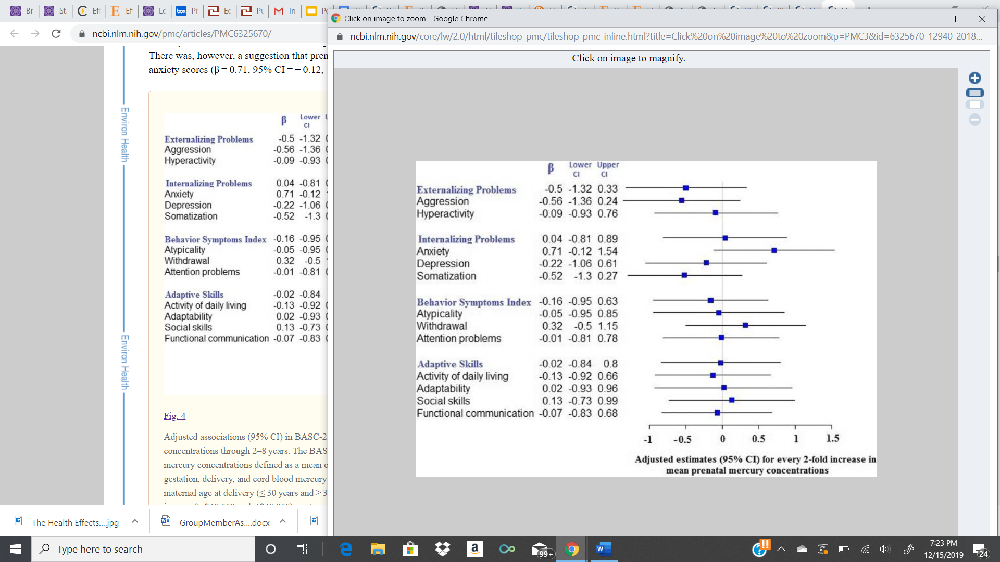 Br
St
Ef
Ef
Lc
box
Pr
Ec
Pu
In
Po
Click on image to zoom - Google Chrome
ncbi.nlm.nih.gov/pmc/articles/PMC6325670/
ncbi.nlm.nih.gov/core/lw/2.0/html/tileshop_pmc/tileshop_pmc_inline.html?title=Click%20on%20image%20to%20zoom&p=PMC3&id=6325670_12940_2018...
There was, however, a suggestion that pren
anxiety scores (β = 0.71, 95% CI = − 0.12,
Environ Health
Environ Health
β Lower CI
Externalizing Problems -0.5 -1.32
Aggression -0.56 -1.36
Hyperactivity -0.09 -0.93
Internalizing Problems 0.04 -0.81
Anxiety 0.71 -0.12
Depression -0.22 -1.06
Somatization -0.52 -1.3
Behavior Symptoms Index -0.16 -0.95
Atypicality -0.05 -0.95
Withdrawal 0.32 -0.5
Attention problems -0.01 -0.81
Adaptive Skills -0.02 -0.84
Activity of daily living -0.13 -0.92
Adaptability 0.02 -0.93
Social skills 0.13 -0.73
Functional communication -0.07 -0.83
Fig. 4
Adjusted associations (95% CI) in BASC-2
concentrations through 2–8 years. The BAS
mercury concentrations defined as a mean o
gestation, delivery, and cord blood mercury
maternal age at delivery (≤ 30 years and > 3
Click on image to magnify.
β Lower CI Upper CI
Externalizing Problems -0.5 -1.32 0.33
Aggression -0.56 -1.36 0.24
Hyperactivity -0.09 -0.93 0.76
Internalizing Problems 0.04 -0.81 0.89
Anxiety 0.71 -0.12 1.54
Depression -0.22 -1.06 0.61
Somatization -0.52 -1.3 0.27
Behavior Symptoms Index -0.16 -0.95 0.63
Atypicality -0.05 -0.95 0.85
Withdrawal 0.32 -0.5 1.15
Attention problems -0.01 -0.81 0.78
Adaptive Skills -0.02 -0.84 0.8
Activity of daily living -0.13 -0.92 0.66
Adaptability 0.02 -0.93 0.96
Social skills 0.13 -0.73 0.99
Functional communication -0.07 -0.83 0.68
-1 -0.5 0 0.5 1 1.5
Adjusted estimates (95% CI) for every 2-fold increase in
mean prenatal mercury concentrations
The Health Effects....jpg
GroupMemberAs....docx
Type here to search
99+
7:23 PM
12/15/2019
24